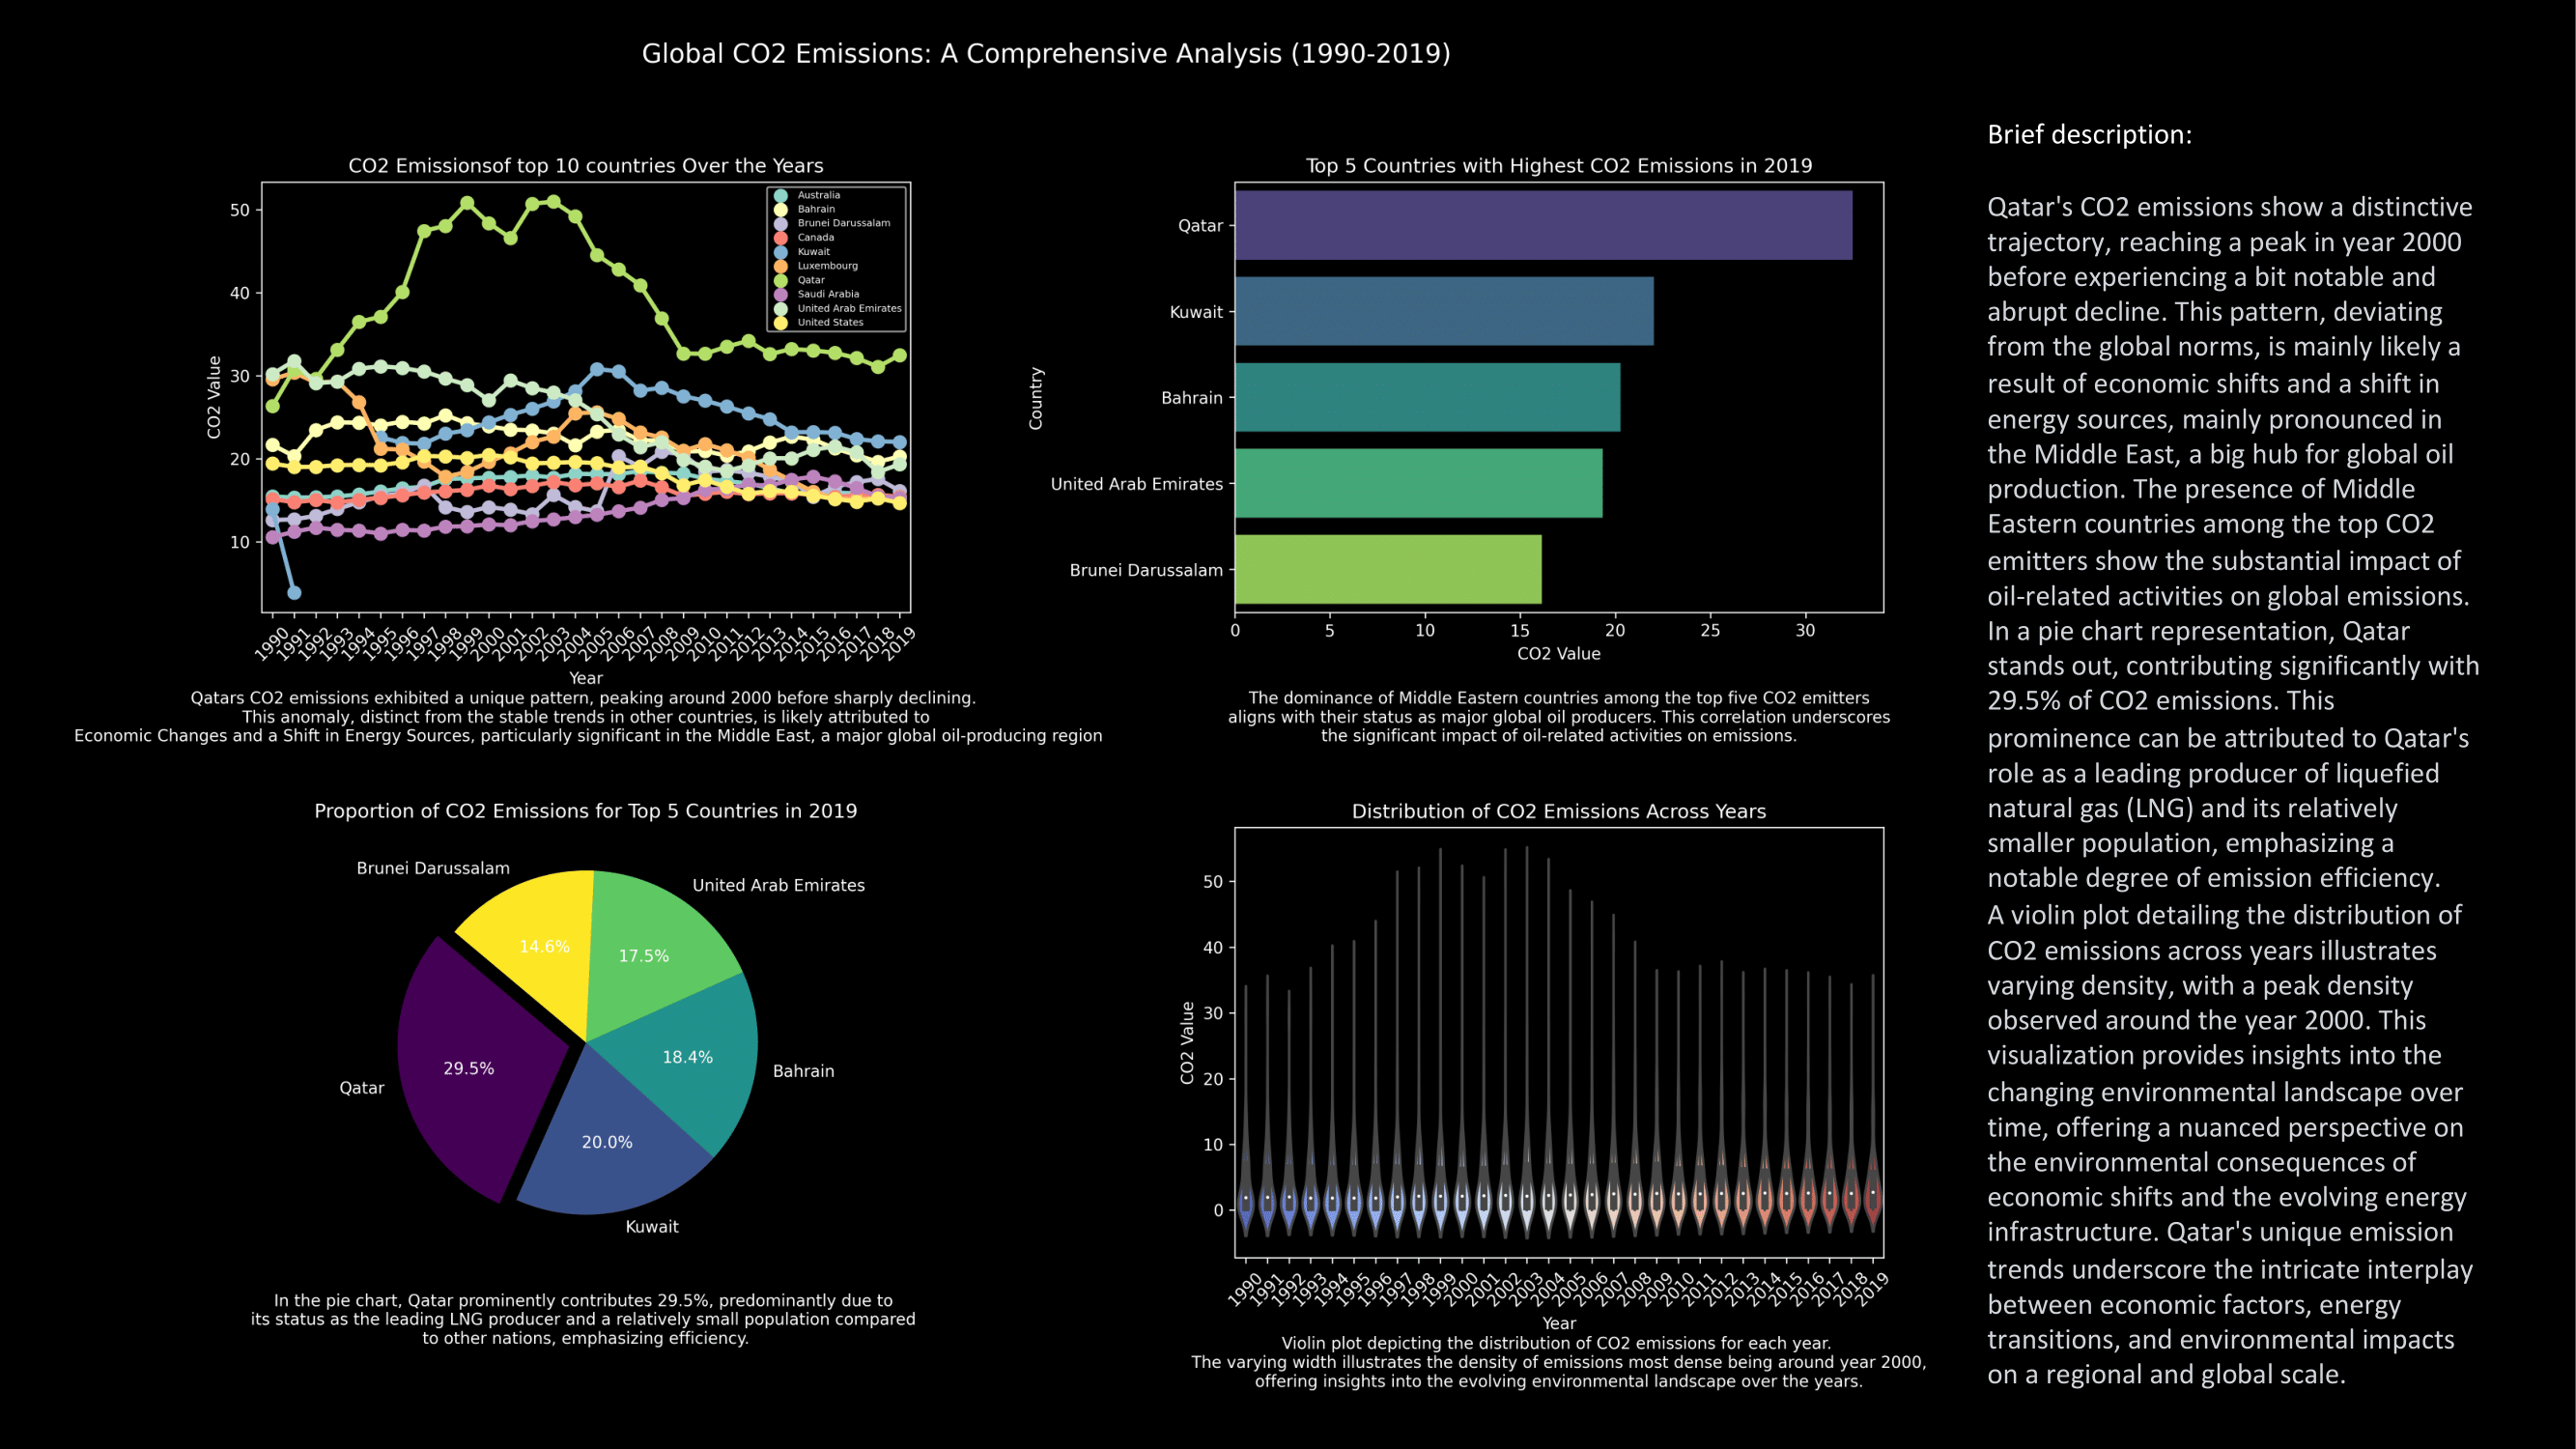 Global CO2 Emissions: A Comprehensive Analysis (1990-2019)
CO2 Emissionsof top 10 countries Over the Years
Australia
Bahrain
Brunei Darussalam
Canada
Kuwait
Luxembourg
Qatar
Saudi Arabia
United Arab Emirates
United States
CO2 Value
50
40
30
20
10
1990 1991 1992 1993 1994 1995 1996 1997 1998 1999 2000 2001 2002 2003 2004 2005 2006 2007 2008 2009 2010 2011 2012 2013 2014 2015 2016 2017 2018 2019
Year
Qatars CO2 emissions exhibited a unique pattern, peaking around 2000 before sharply declining.
This anomaly, distinct from the stable trends in other countries, is likely attributed to
Economic Changes and a Shift in Energy Sources, particularly significant in the Middle East, a major global oil-producing region
Top 5 Countries with Highest CO2 Emissions in 2019
Country
Qatar
Kuwait
Bahrain
United Arab Emirates
Brunei Darussalam
0 5 10 15 20 25 30
CO2 Value
The dominance of Middle Eastern countries among the top five CO2 emitters
aligns with their status as major global oil producers. This correlation underscores
the significant impact of oil-related activities on emissions.
Proportion of CO2 Emissions for Top 5 Countries in 2019
Brunei Darussalam
United Arab Emirates
14.6%
17.5%
18.4%
Bahrain
29.5%
Qatar
20.0%
Kuwait
In the pie chart, Qatar prominently contributes 29.5%, predominantly due to
its status as the leading LNG producer and a relatively small population compared
to other nations, emphasizing efficiency.
Distribution of CO2 Emissions Across Years
CO2 Value
50
40
30
20
10
0
1990 1991 1992 1993 1994 1995 1996 1997 1998 1999 2000 2001 2002 2003 2004 2005 2006 2007 2008 2009 2010 2011 2012 2013 2014 2015 2016 2017 2018 2019
Year
Violin plot depicting the distribution of CO2 emissions for each year.
The varying width illustrates the density of emissions most dense being around year 2000,
offering insights into the evolving environmental landscape over the years.
Brief description:
Qatar's CO2 emissions show a distinctive
trajectory, reaching a peak in year 2000
before experiencing a bit notable and
abrupt decline. This pattern, deviating
from the global norms, is mainly likely a
result of economic shifts and a shift in
energy sources, mainly pronounced in
the Middle East, a big hub for global oil
production. The presence of Middle
Eastern countries among the top CO2
emitters show the substantial impact of
oil-related activities on global emissions.
In a pie chart representation, Qatar
stands out, contributing significantly with
29.5% of CO2 emissions. This
prominence can be attributed to Qatar's
role as a leading producer of liquefied
natural gas (LNG) and its relatively
smaller population, emphasizing a
notable degree of emission efficiency.
A violin plot detailing the distribution of
CO2 emissions across years illustrates
varying density, with a peak density
observed around the year 2000. This
visualization provides insights into the
changing environmental landscape over
time, offering a nuanced perspective on
the environmental consequences of
economic shifts and the evolving energy
infrastructure. Qatar's unique emission
trends underscore the intricate interplay
between economic factors, energy
transitions, and environmental impacts
on a regional and global scale.